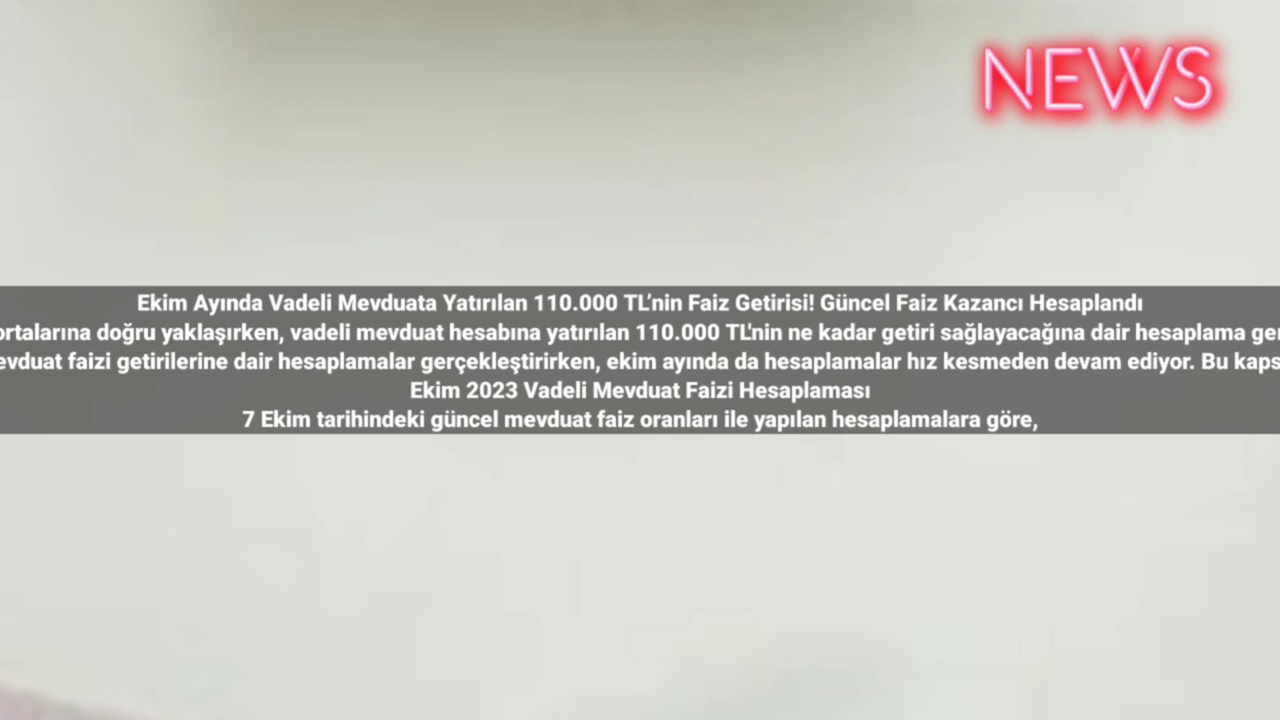 NEWS
Ekim Ayında Vadeli Mevduata Yatırılan 110.000 TL’nin Faiz Getirisi! Güncel Faiz Kazancı Hesaplandı
ortalarına doğru yaklaşırken, vadeli mevduat hesabına yatırılan 110.000 TL'nin ne kadar getiri sağlayacağına dair hesaplama
faizi getirilerine dair hesaplamalar gerçekleştirirken, ekim ayında da hesaplamalar hız kesmeden devam ediyor. Bu
Ekim 2023 Vadeli Mevduat Faizi Hesaplaması
7 Ekim tarihindeki güncel mevduat faiz oranları ile yapılan hesaplamalara göre,